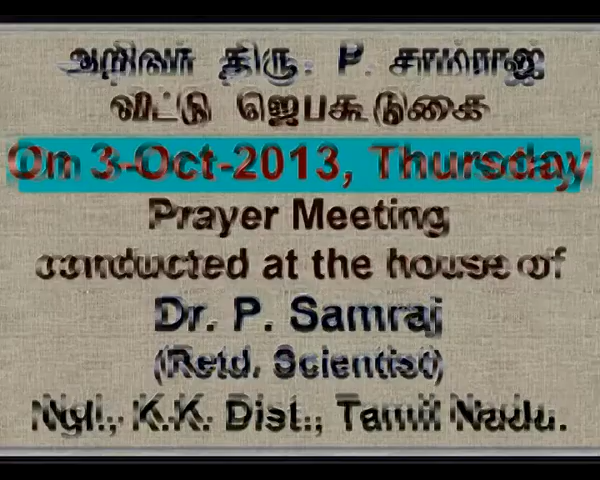 அறிவர் திரு. P. சாம்ராஜ்
வீட்டு ஜெபகூடுகை
On 3-Oct-2013, Thursday
Prayer Meeting
conducted at the house of
Dr. P. Samraj
(Retd. Scientist)
Ngl., K.K. Dist., Tamil Nadu.